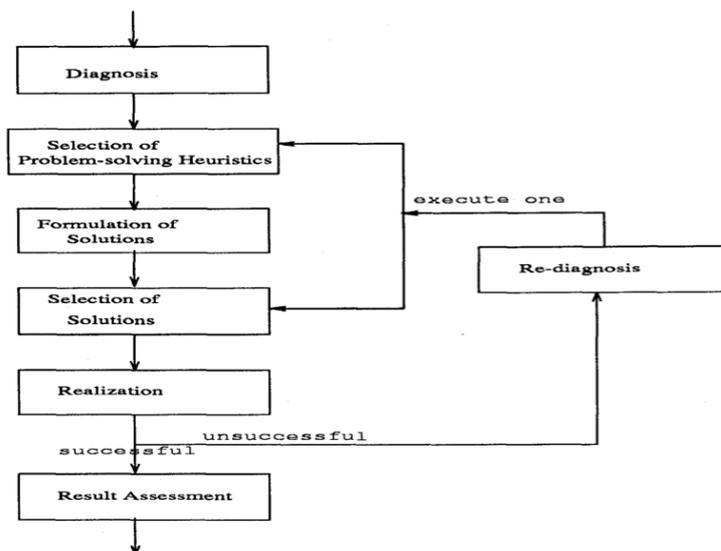 Diagnosis
Selection of
Problem-solving Heuristics
execute one
Formulation of
Solutions
Re-diagnosis
Selection of
Solutions
Realization
unsuccessful
successful
Result Assessment